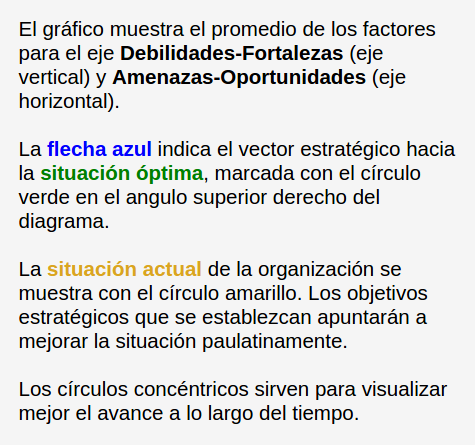 El gráfico muestra el promedio de los factores
para el eje Debilidades-Fortalezas (eje
vertical) y Amenazas-Oportunidades (eje
horizontal).
La flecha azul indica el vector estratégico hacia
la situación óptima, marcada con el círculo
verde en el angulo superior derecho del
diagrama.
La situación actual de la organización se
muestra con el círculo amarillo. Los objetivos
estratégicos que se establezcan apuntarán a
mejorar la situación paulatinamente.
Los círculos concéntricos sirven para visualizar
mejor el avance a lo largo del tiempo.